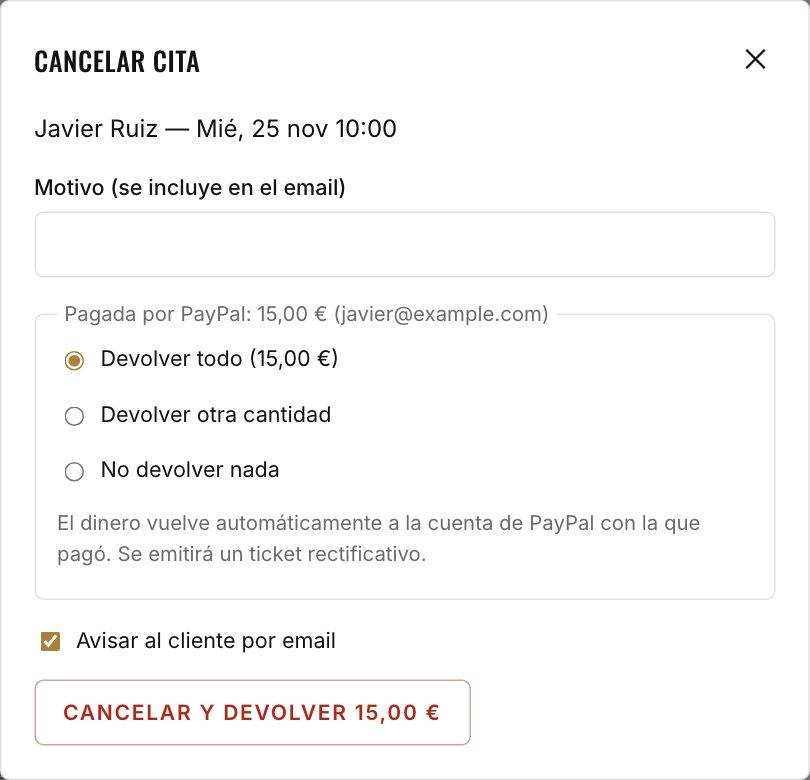 CANCELAR CITA
Javier Ruiz — Mié, 25 nov 10:00
Motivo (se incluye en el email)
Pagada por PayPal: 15,00 € (javier@example.com)
Devolver todo (15,00 €)
Devolver otra cantidad
No devolver nada
El dinero vuelve automáticamente a la cuenta de PayPal con la que
pagó. Se emitirá un ticket rectificativo.
Avisar al cliente por email
CANCELAR Y DEVOLVER 15,00 €